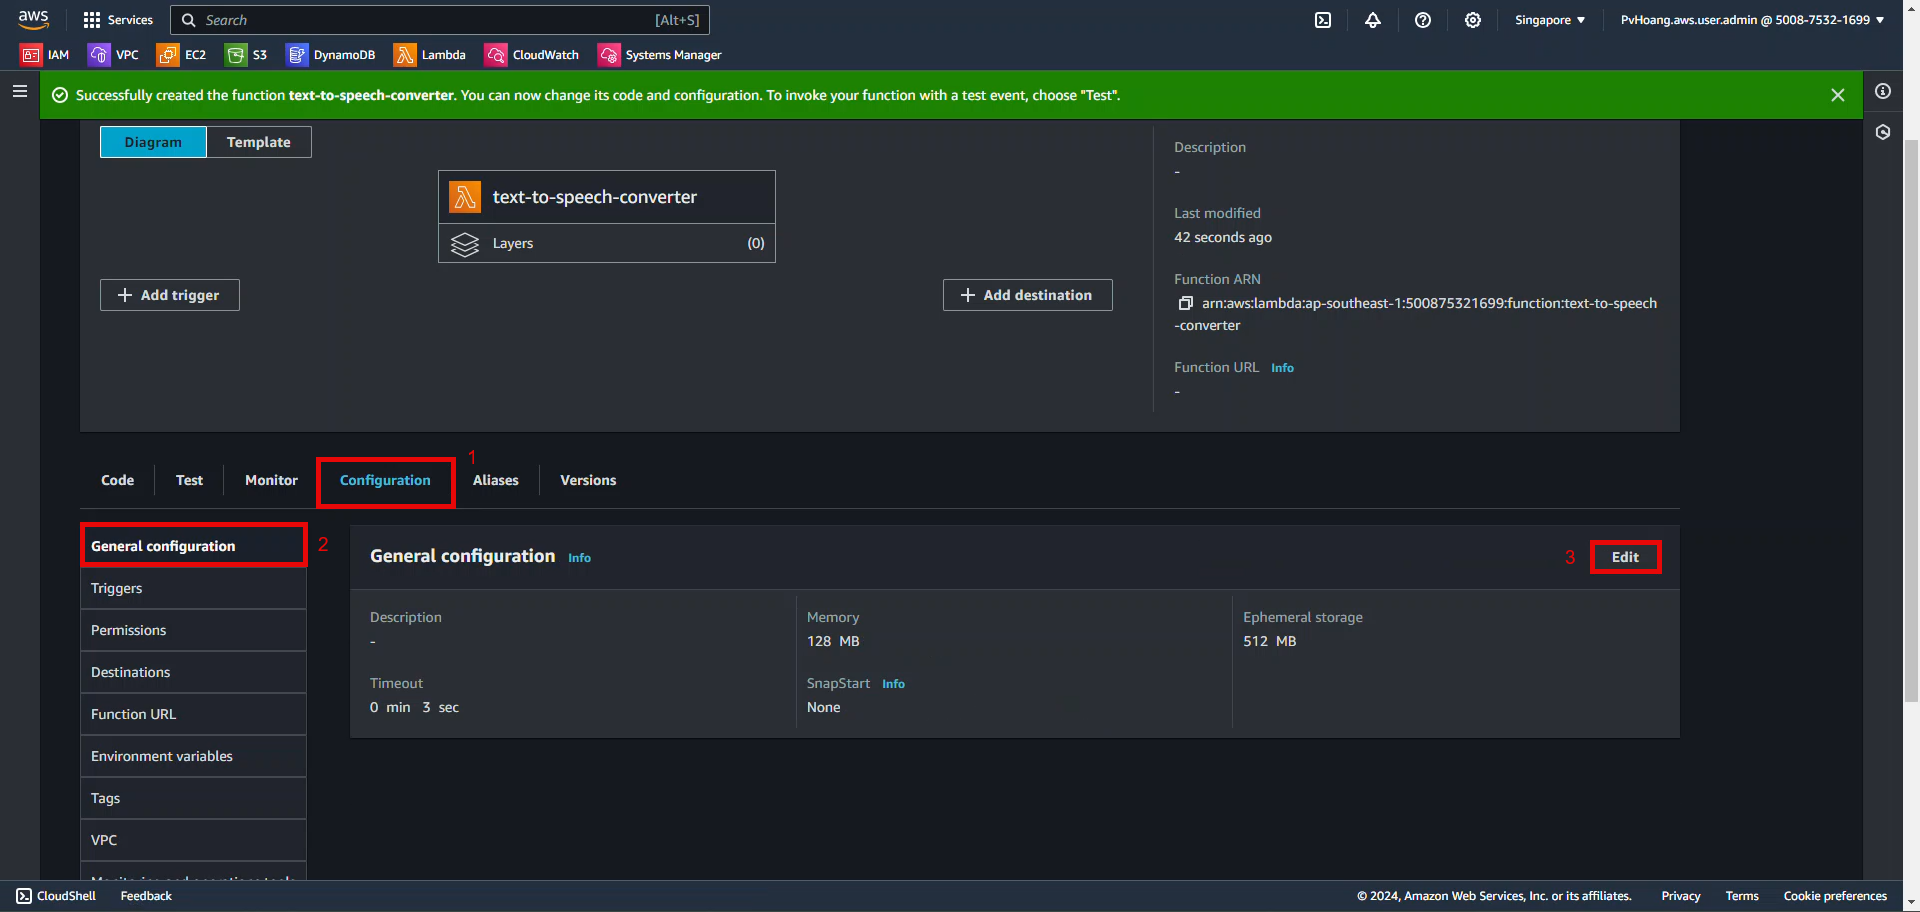 aws
Services
Search
[Alt+S]
Singapore
PvHoang.aws.user.admin @ 5008-7532-1699
IAM
VPC
EC2
S3
DynamoDB
Lambda
CloudWatch
Systems Manager
Successfully created the function text-to-speech-converter. You can now change its code and configuration. To invoke your function with a test event, choose "Test".
Diagram
Template
text-to-speech-converter
Layers
(0)
Add trigger
Add destination
Description
-
Last modified
42 seconds ago
Function ARN
arn:aws:lambda:ap-southeast-1:500875321699:function:text-to-speech
-converter
Function URL Info
-
Code
Test
Monitor
Configuration
1
Aliases
Versions
General configuration
2
Triggers
Permissions
Destinations
Function URL
Environment variables
Tags
VPC
General configuration Info
3
Edit
Description
-
Memory
128 MB
Ephemeral storage
512 MB
Timeout
0 min 3 sec
SnapStart Info
None
CloudShell
Feedback
© 2024, Amazon Web Services, Inc. or its affiliates.
Privacy
Terms
Cookie preferences